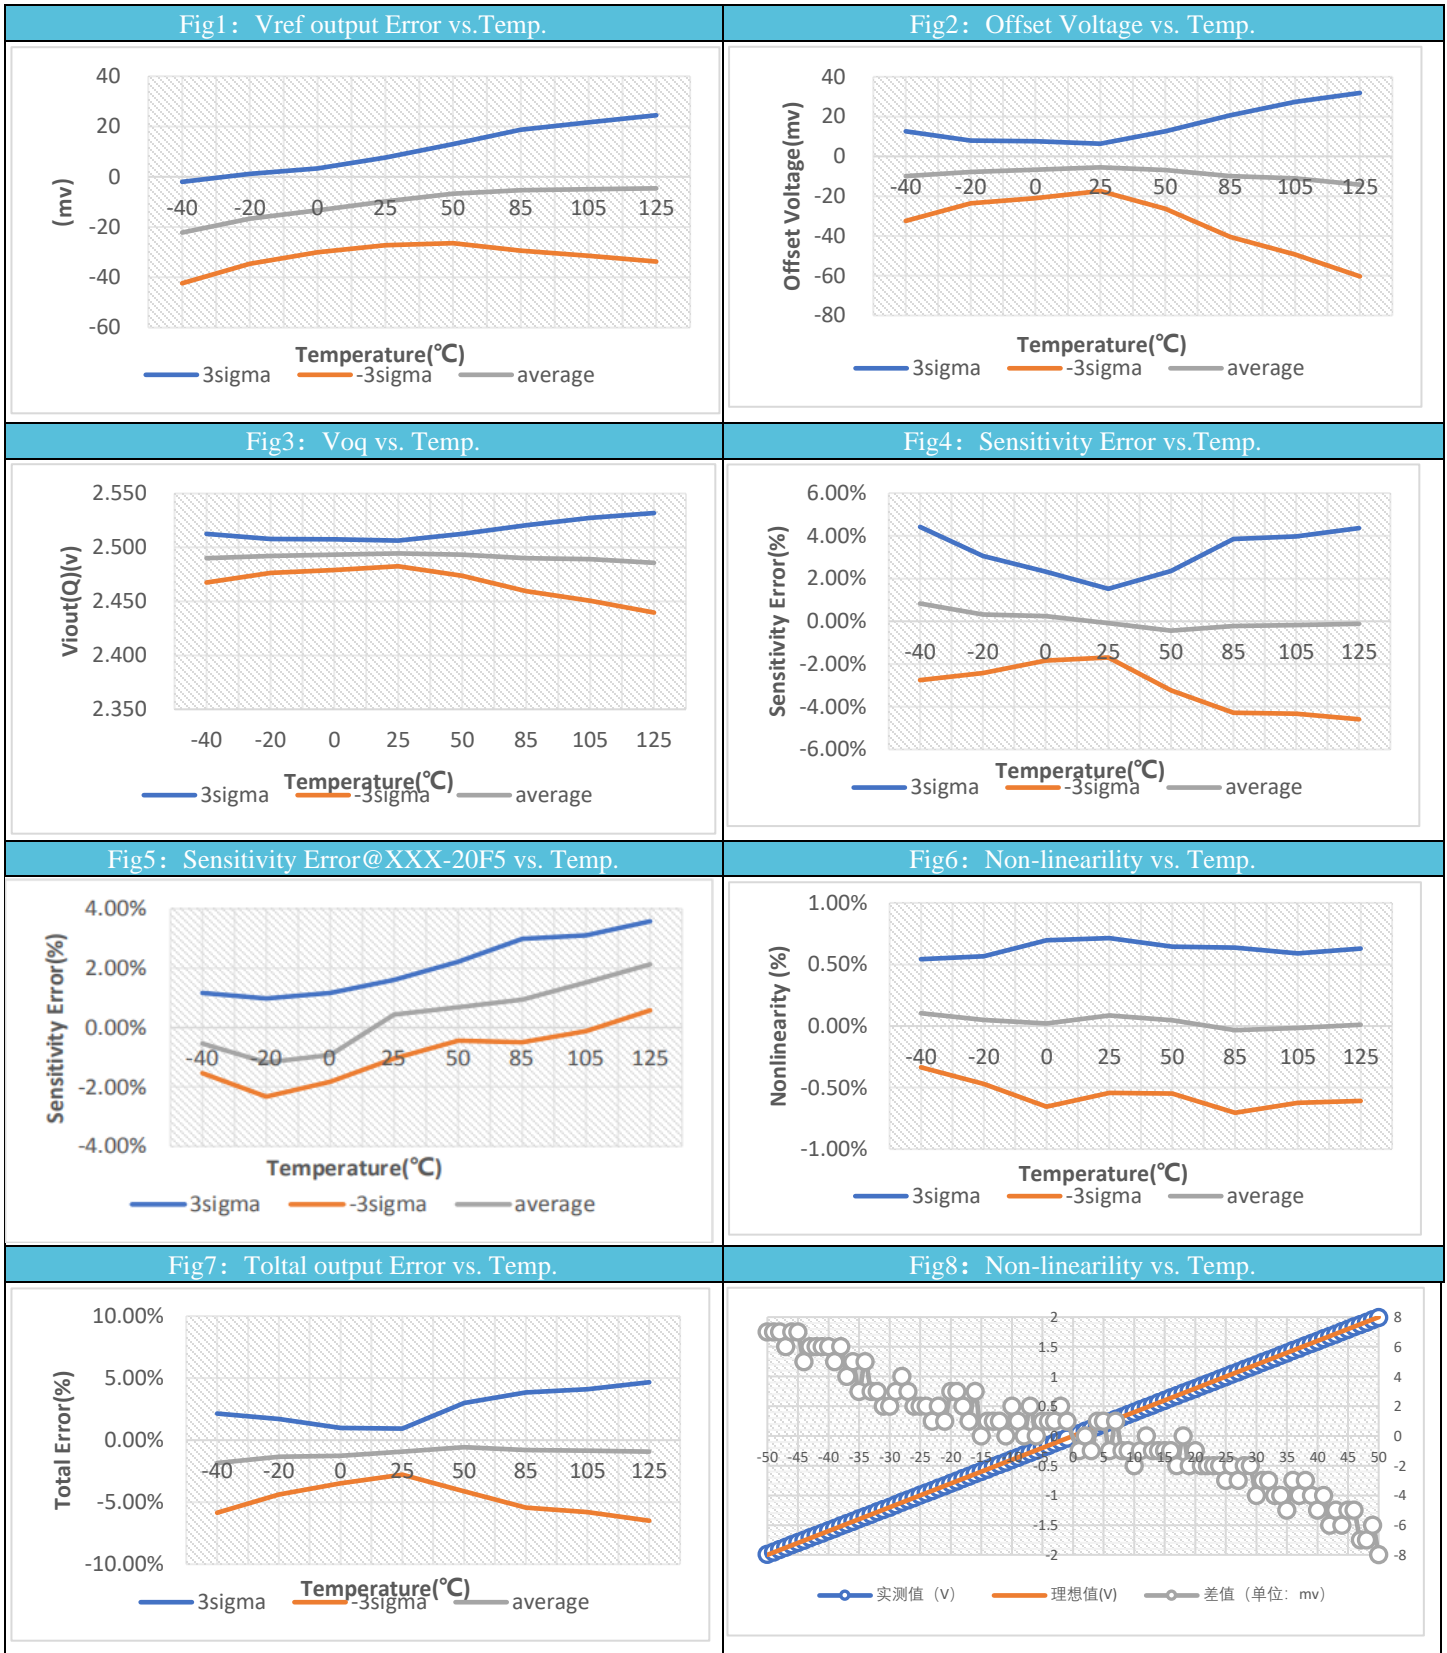 Fig1：Vref output Error vs.Temp.
40
20
0
-20
-40
-60
(mv)
-40 -20 0 25 50 85 105 125
Temperature(℃)
3sigma -3sigma average
Fig2：Offset Voltage vs. Temp.
40
20
0
-20
-40
-60
-80
Offset Voltage(mv)
-40 -20 0 25 50 85 105 125
Temperature(℃)
3sigma -3sigma average
Fig3：Voq vs. Temp.
2.550
2.500
2.450
2.400
2.350
Viout(Q)(v)
-40 -20 0 25 50 85 105 125
Temperature(℃)
3sigma -3sigma average
Fig4：Sensitivity Error vs.Temp.
6.00%
4.00%
2.00%
0.00%
-2.00%
-4.00%
-6.00%
Sensitivity Error(%)
-40 -20 0 25 50 85 105 125
Temperature(℃)
3sigma -3sigma average
Fig5：Sensitivity Error@XXX-20F5 vs. Temp.
4.00%
2.00%
0.00%
-2.00%
-4.00%
Sensitivity Error(%)
-40 -20 0 25 50 85 105 125
Temperature(℃)
3sigma -3sigma average
Fig6：Non-linearility vs. Temp.
1.00%
0.50%
0.00%
-0.50%
-1.00%
Nonlinearity (%)
-40 -20 0 25 50 85 105 125
Temperature(℃)
3sigma -3sigma average
Fig7：Toltal output Error vs. Temp.
10.00%
5.00%
0.00%
-5.00%
-10.00%
Total Error(%)
-40 -20 0 25 50 85 105 125
Temperature(℃)
3sigma -3sigma average
Fig8：Non-linearility vs. Temp.
2
1.5
1
0.5
0
-0.5
-1
-1.5
-2
8
6
4
2
0
-2
-4
-6
-8
-50 -45 -40 -35 -30 -25 -20 -15 -10 -5 0 5 10 15 20 25 30 35 40 45 50
实测值（V） 理想值(V) 差值（单位：mv）